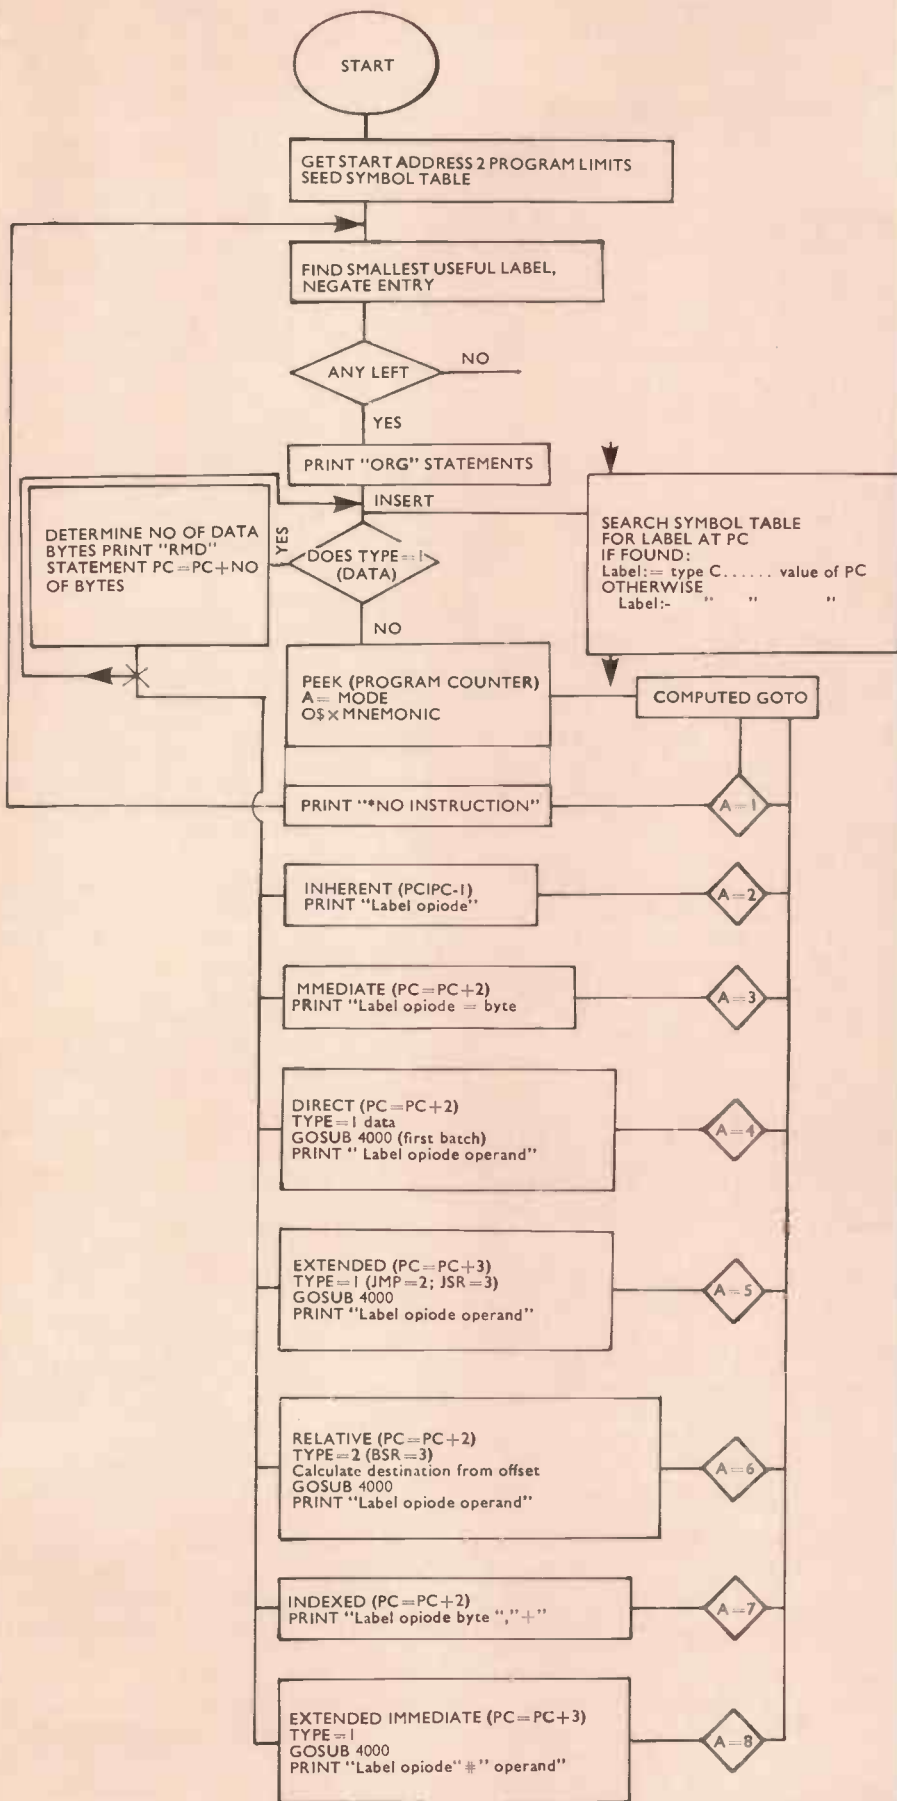 START
GET START ADDRESS 2 PROGRAM LIMITS
SEED SYMBOL TABLE
FIND SMALLEST USEFUL LABEL,
NEGATE ENTRY
ANY LEFT
NO
YES
PRINT "ORG" STATEMENTS
INSERT
DETERMINE NO OF DATA
BYTES PRINT "RMD"
STATEMENT PC=PC+NO
OF BYTES
YES
DOES TYPE=1
(DATA)
NO
SEARCH SYMBOL TABLE
FOR LABEL AT PC
IF FOUND:
Label:= type C...... value of PC
OTHERWISE
Label:- " " "
PEEK (PROGRAM COUNTER)
A= MODE
O$×MNEMONIC
COMPUTED GOTO
PRINT "*NO INSTRUCTION"
A=1
INHERENT (PCIPC-1)
PRINT "Label opiode"
A=2
MMEDIATE (PC=PC+2)
PRINT "Label opiode = byte
A=3
DIRECT (PC=PC+2)
TYPE=1 data
GOSUB 4000 (first batch)
PRINT " Label opiode operand"
A=4
EXTENDED (PC=PC+3)
TYPE=1 (JMP=2; JSR=3)
GOSUB 4000
PRINT "Label opiode operand"
A=5
RELATIVE (PC=PC+2)
TYPE=2 (BSR=3)
Calculate destination from offset
GOSUB 4000
PRINT "Label opiode operand"
A=6
INDEXED (PC=PC+2)
PRINT "Label opiode byte ","+"
A=7
EXTENDED IMMEDIATE (PC=PC+3)
TYPE=1
GOSUB 4000
PRINT "Label opiode" #" operand"
A=8